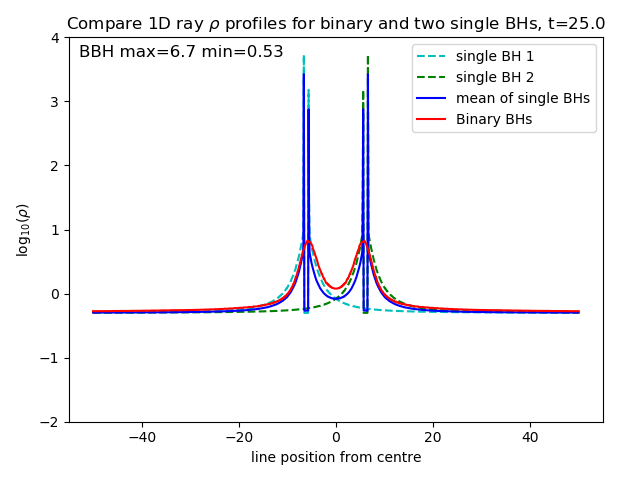 Compare 1D ray ρ profiles for binary and two single BHs, t=25.0
BBH max=6.7 min=0.53
single BH 1
single BH 2
mean of single BHs
Binary BHs
log₁₀(ρ)
4
3
2
1
0
−1
−2
−40
−20
0
20
40
line position from centre